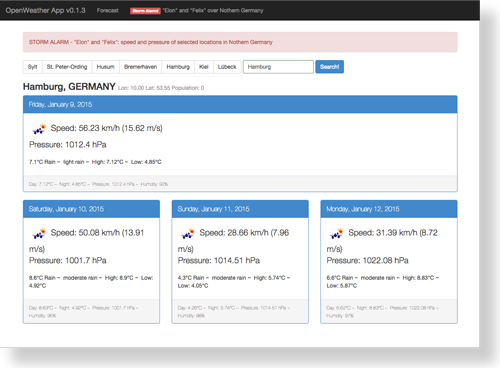 OpenWeather App v0.1.3 Forecast Storm Alarm! "Elon" and "Felix" over Nothern Germany
STORM ALARM - "Elon" and "Felix": speed and pressure of selected locations in Nothern Germany
Sylt St. Peter-Ording Husum Bremerhaven Hamburg Kiel Lübeck Hamburg Search!
Hamburg, GERMANY Lon: 10.00 Lat: 53.55 Population: 0
Friday, January 9, 2015
Speed: 56.23 km/h (15.62 m/s)
Pressure: 1012.4 hPa
7.1°C Rain ~ light rain ~ High: 7.12°C ~ Low: 4.85°C
Day: 7.12°C ~ Night: 4.85°C ~ Pressure: 1012.4 hPa ~ Humidity: 92%
Saturday, January 10, 2015
Speed: 50.08 km/h (13.91
m/s)
Pressure: 1001.7 hPa
8.6°C Rain ~ moderate rain ~ High: 8.9°C ~ Low:
4.92°C
Day: 8.63°C ~ Night: 4.92°C ~ Pressure: 1001.7 hPa ~
Humidity: 98%
Sunday, January 11, 2015
Speed: 28.66 km/h (7.96
m/s)
Pressure: 1014.51 hPa
4.3°C Rain ~ moderate rain ~ High: 5.74°C ~
Low: 4.05°C
Day: 4.26°C ~ Night: 5.74°C ~ Pressure: 1014.51 hPa ~
Humidity: 96%
Monday, January 12, 2015
Speed: 31.39 km/h (8.72
m/s)
Pressure: 1022.08 hPa
6.6°C Rain ~ moderate rain ~ High: 8.83°C ~
Low: 5.87°C
Day: 6.62°C ~ Night: 8.83°C ~ Pressure: 1022.08 hPa ~
Humidity: 97%